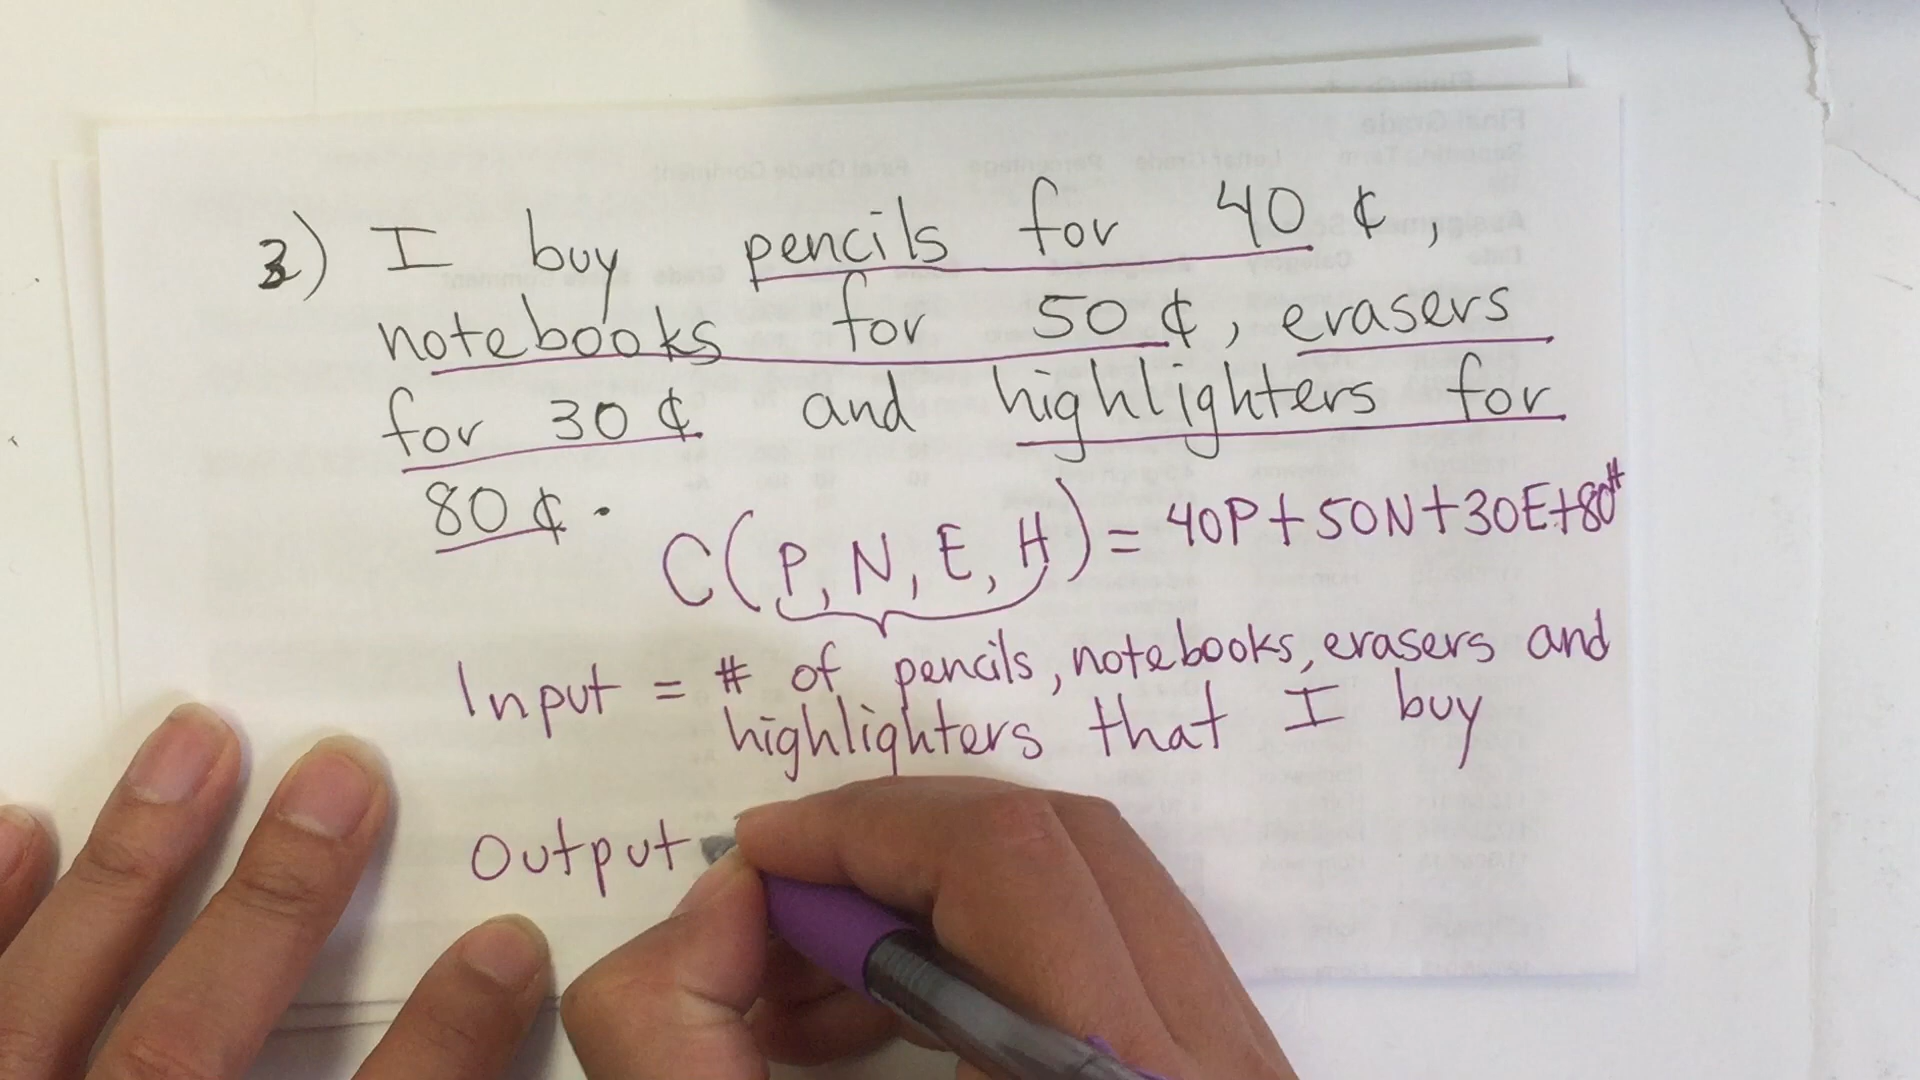 3) I buy pencils for 40 ¢,
notebooks for 50 ¢, erasers
for 30 ¢ and highlighters for
80 ¢.
C(P, N, E, H) = 40P+50N+30E+80H
Input = # of pencils, notebooks, erasers and
highlighters that I buy
Output